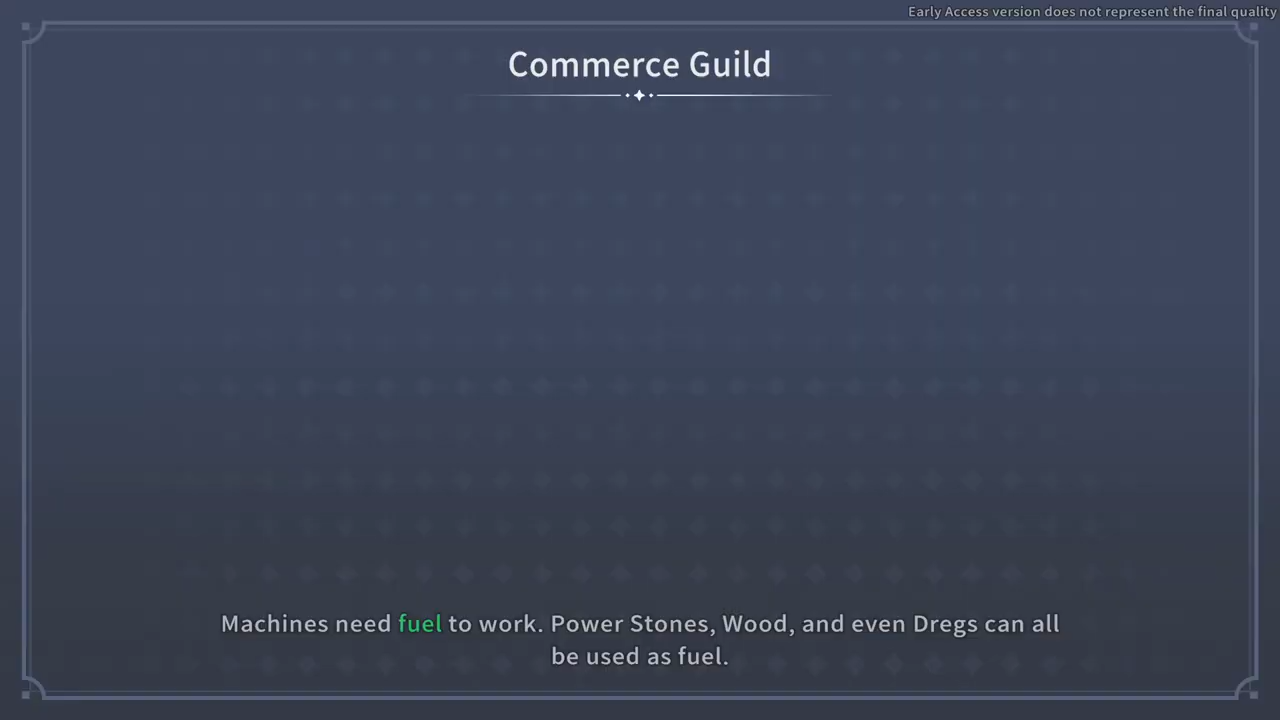 Early Access version does not represent the final quality
Commerce Guild
Machines need fuel to work. Power Stones, Wood, and even Dregs can all
be used as fuel.